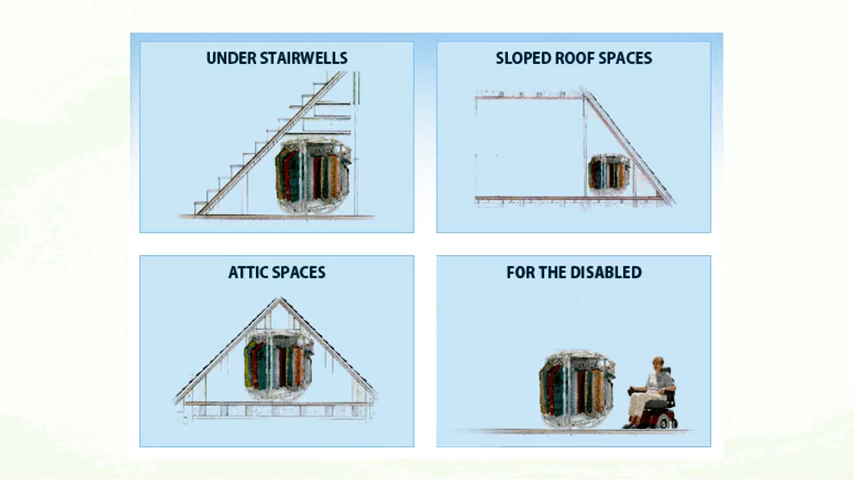 UNDER STAIRWELLS
SLOPED ROOF SPACES
ATTIC SPACES
FOR THE DISABLED